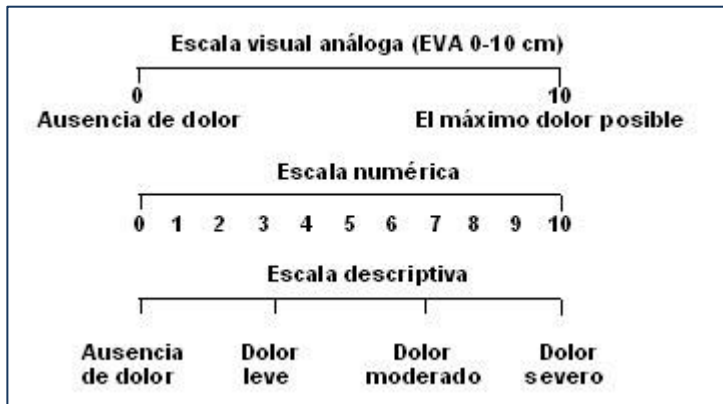 Escala visual análoga (EVA 0-10 cm)
0 10
Ausencia de dolor El máximo dolor posible
Escala numérica
0 1 2 3 4 5 6 7 8 9 10
Escala descriptiva
Ausencia Dolor Dolor Dolor
de dolor leve moderado severo